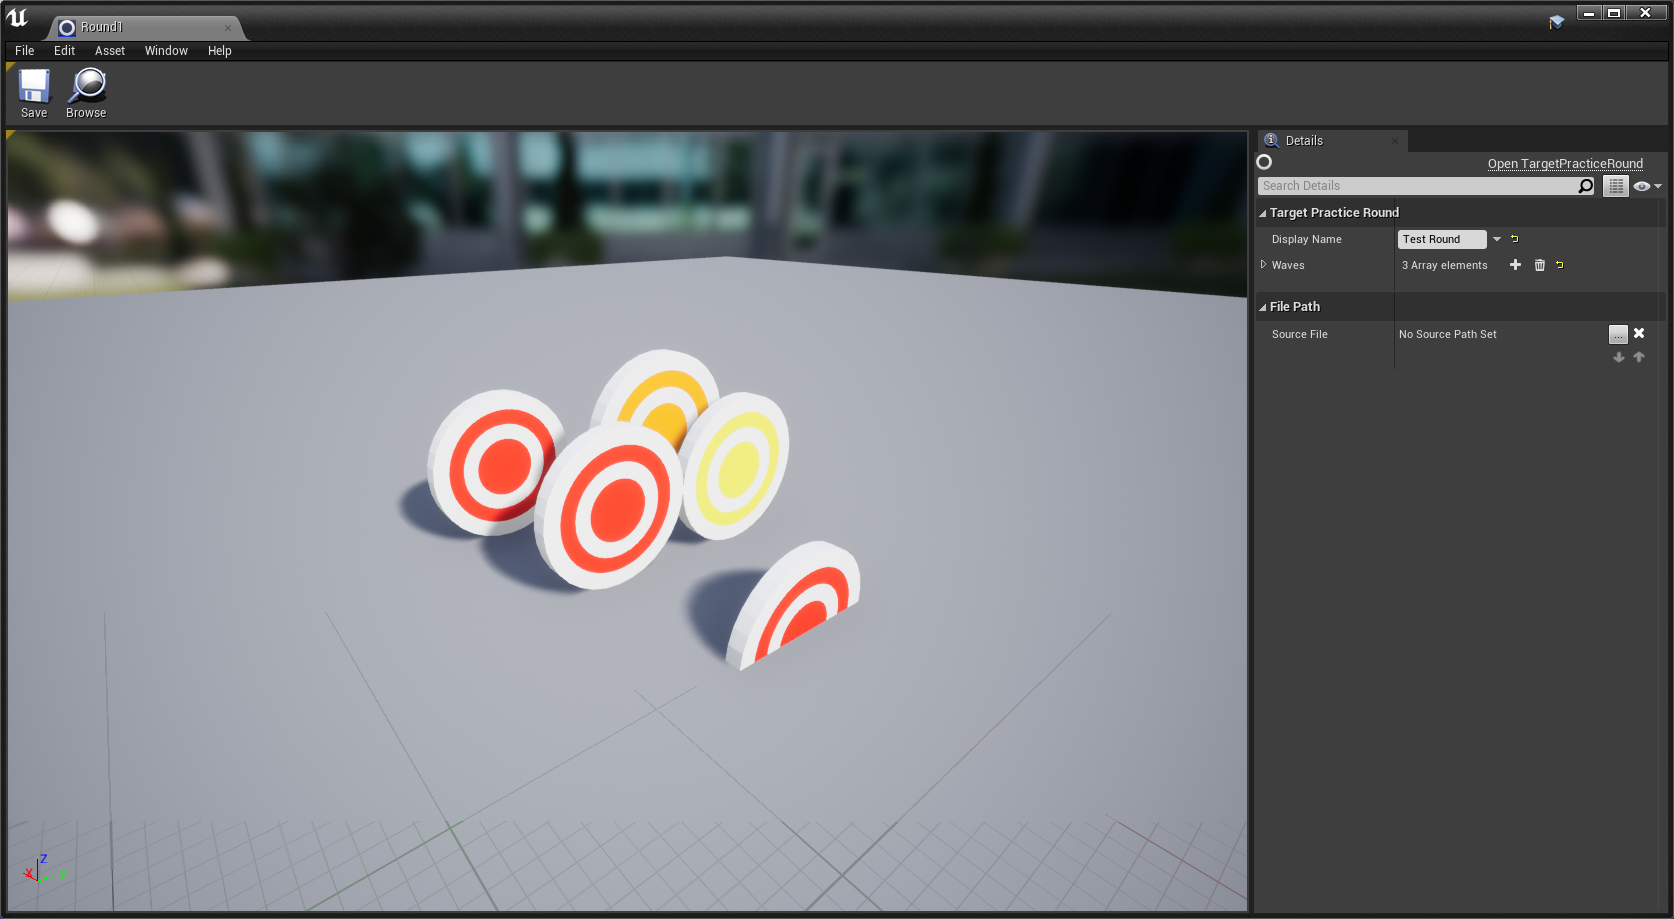 Round1
File Edit Asset Window Help
Save Browse
Details
Open TargetPracticeRound
Search Details
Target Practice Round
Display Name Test Round
Waves 3 Array elements
File Path
Source File No Source Path Set ...
Z
X Y